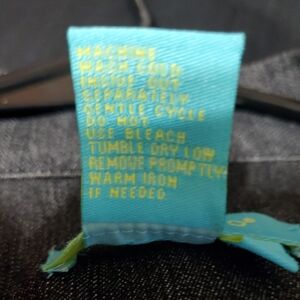 MACHINE
WASH COLD
INSIDE OUT
SEPARATELY
GENTLE CYCLE
DO NOT
USE BLEACH
TUMBLE DRY LOW
REMOVE PROMPTLY
WARM IRON
IF NEEDED